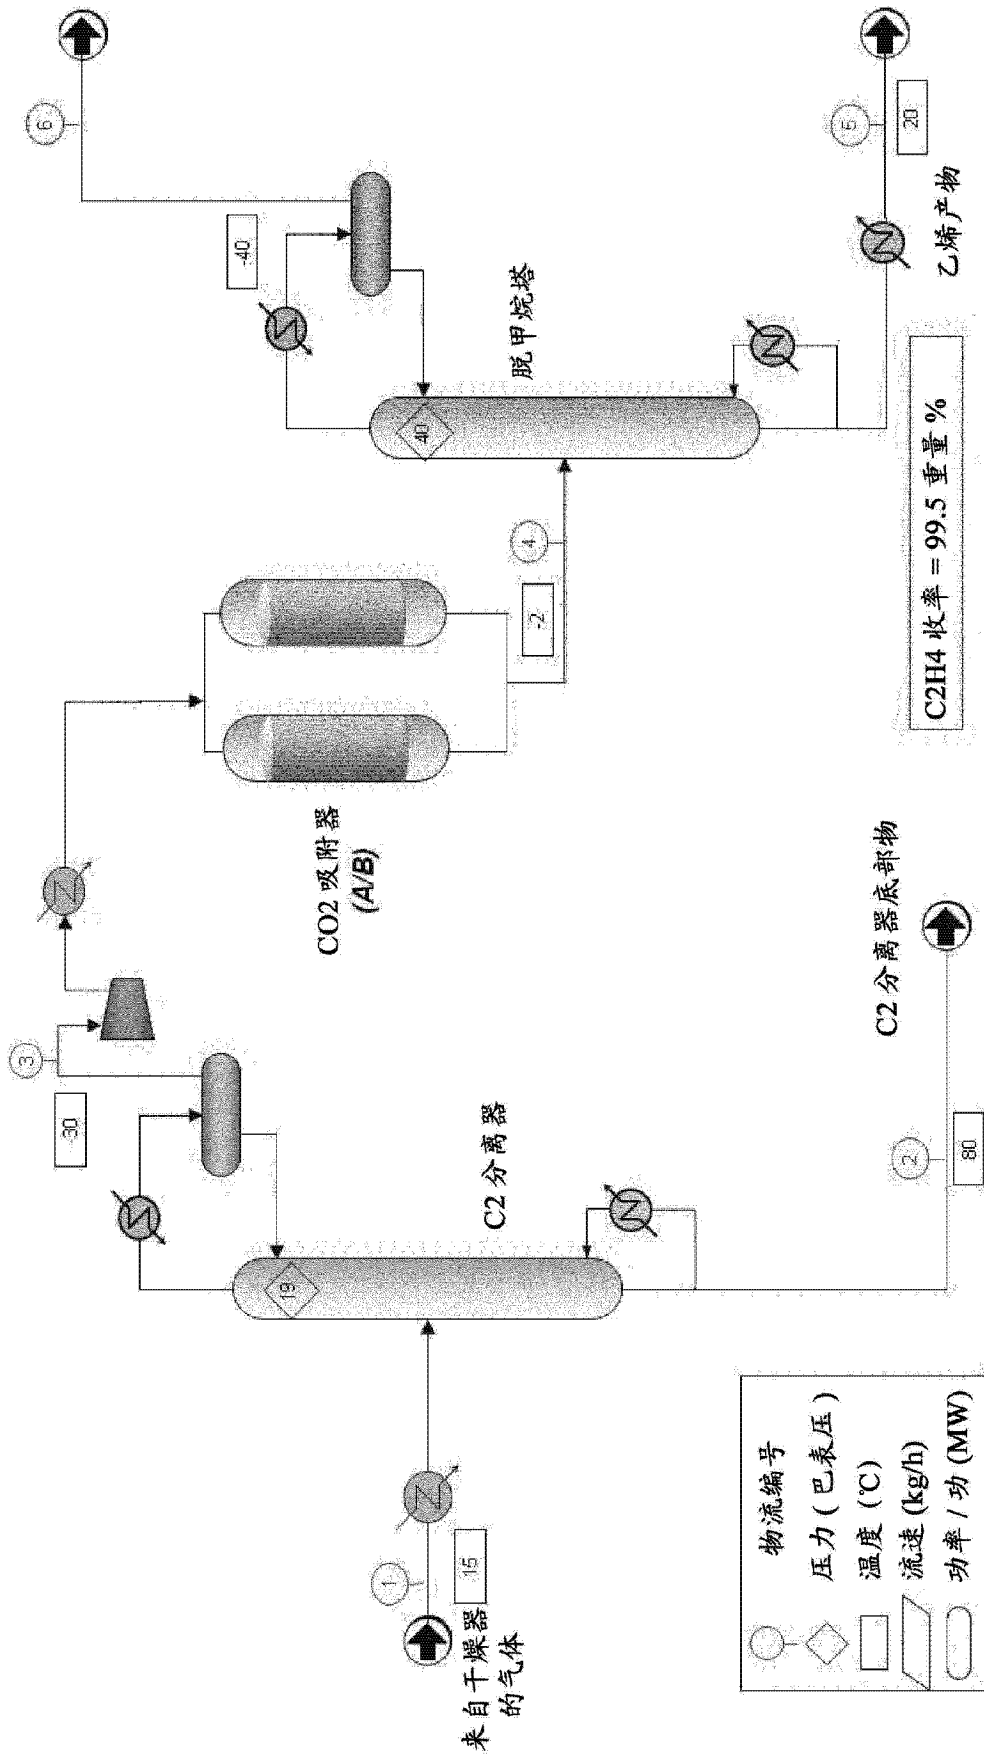 来自干燥器
的气体
1
15
C2 分离器
19
-30
3
2
80
C2 分离器底部物
CO2 吸附器
(A/B)
4
-2
脱甲烷塔
40
-40
6
5
20
乙烯产物
C2H4 收率 = 99.5 重量 %
物流编号
压力 ( 巴表压 )
温度 (℃)
流速 (kg/h)
功率 / 功 (MW)